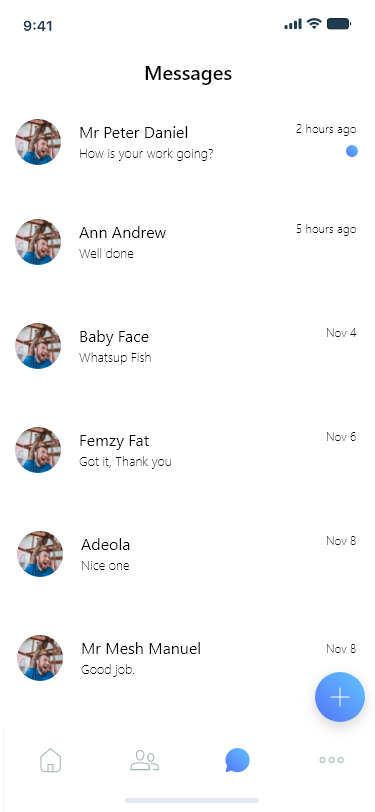 9:41
Messages
Mr Peter Daniel
2 hours ago
How is your work going?
Ann Andrew
5 hours ago
Well done
Baby Face
Nov 4
Whatsup Fish
Femzy Fat
Nov 6
Got it, Thank you
Adeola
Nov 8
Nice one
Mr Mesh Manuel
Nov 8
Good job.